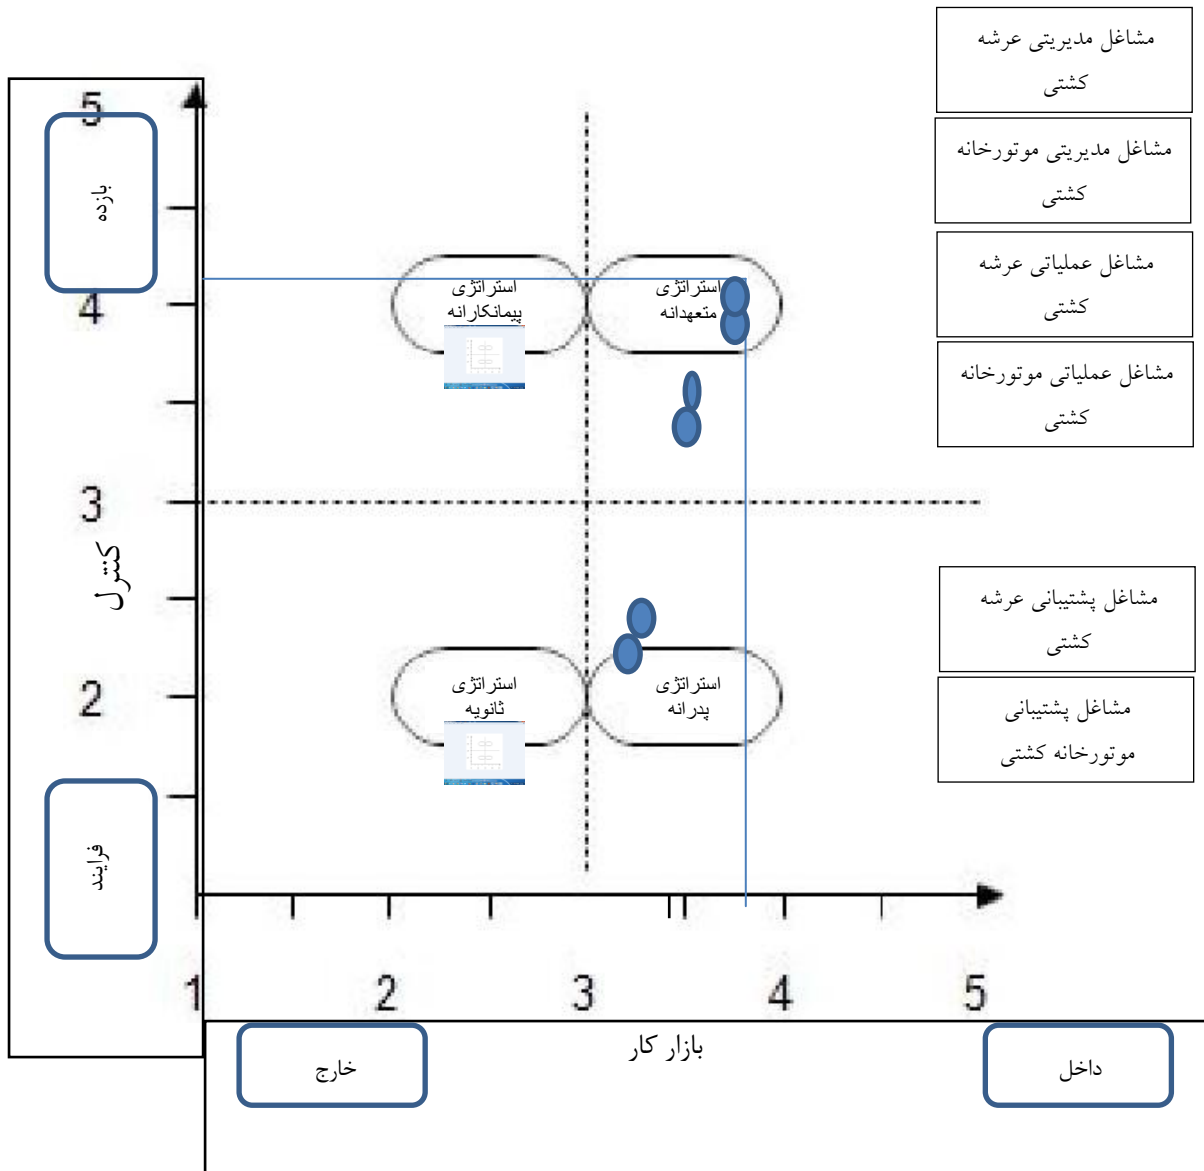 مشاغل مدیریتی عرشه
کشتی
مشاغل مدیریتی موتورخانه
کشتی
مشاغل عملیاتی عرشه
کشتی
مشاغل عملیاتی موتورخانه
کشتی
مشاغل پشتیبانی عرشه
کشتی
مشاغل پشتیبانی
موتورخانه کشتی
5
بازده
4
استراتژی
متعهدانه
استراتژی
پیمانکارانه
3
کنترل
2
استراتژی
پدرانه
استراتژی
ثانویه
فرایند
1 2 3 4 5
بازار کار
داخل
خارج